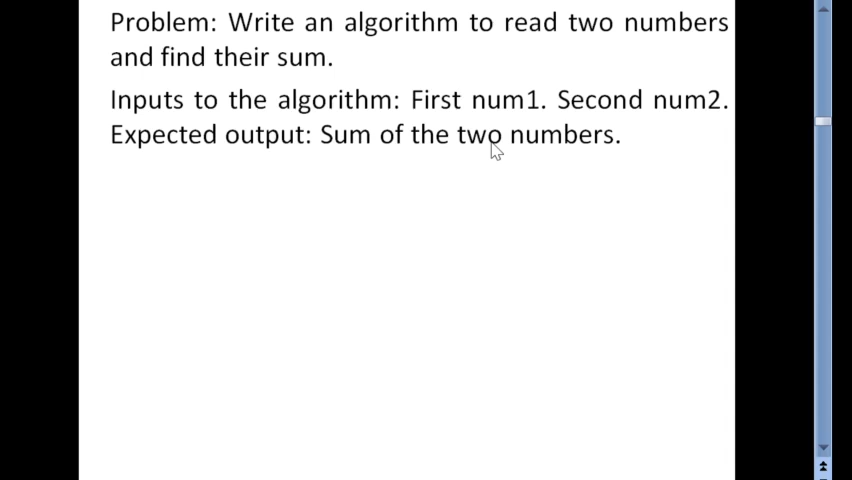 Problem: Write an algorithm to read two numbers
and find their sum.
Inputs to the algorithm: First num1. Second num2.
Expected output: Sum of the two numbers.